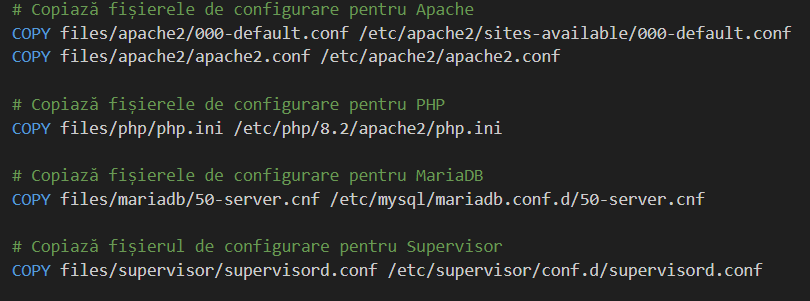 # Copiază fișierele de configurare pentru Apache
COPY files/apache2/000-default.conf /etc/apache2/sites-available/000-default.conf
COPY files/apache2/apache2.conf /etc/apache2/apache2.conf
# Copiază fișierele de configurare pentru PHP
COPY files/php/php.ini /etc/php/8.2/apache2/php.ini
# Copiază fișierele de configurare pentru MariaDB
COPY files/mariadb/50-server.cnf /etc/mysql/mariadb.conf.d/50-server.cnf
# Copiază fișierul de configurare pentru Supervisor
COPY files/supervisor/supervisord.conf /etc/supervisor/conf.d/supervisord.conf